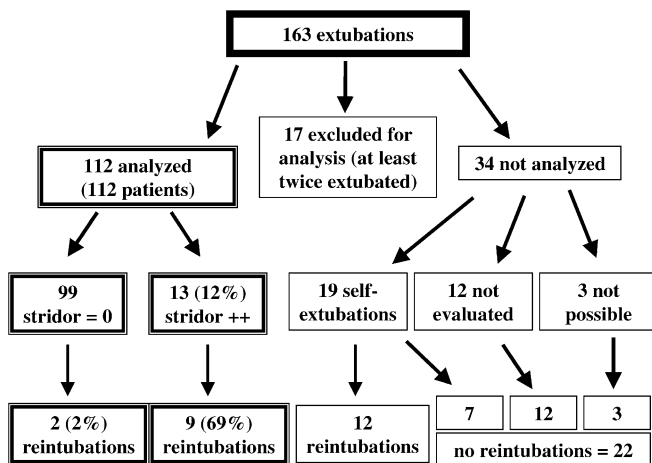 163 extubations
112 analyzed
(112 patients)
17 excluded for
analysis (at least
twice extubated)
34 not analyzed
99
stridor = 0
13 (12%)
stridor ++
19 self-
extubations
12 not
evaluated
3 not
possible
2 (2%)
reintubations
9 (69%)
reintubations
12
reintubations
7
12
3
no reintubations = 22